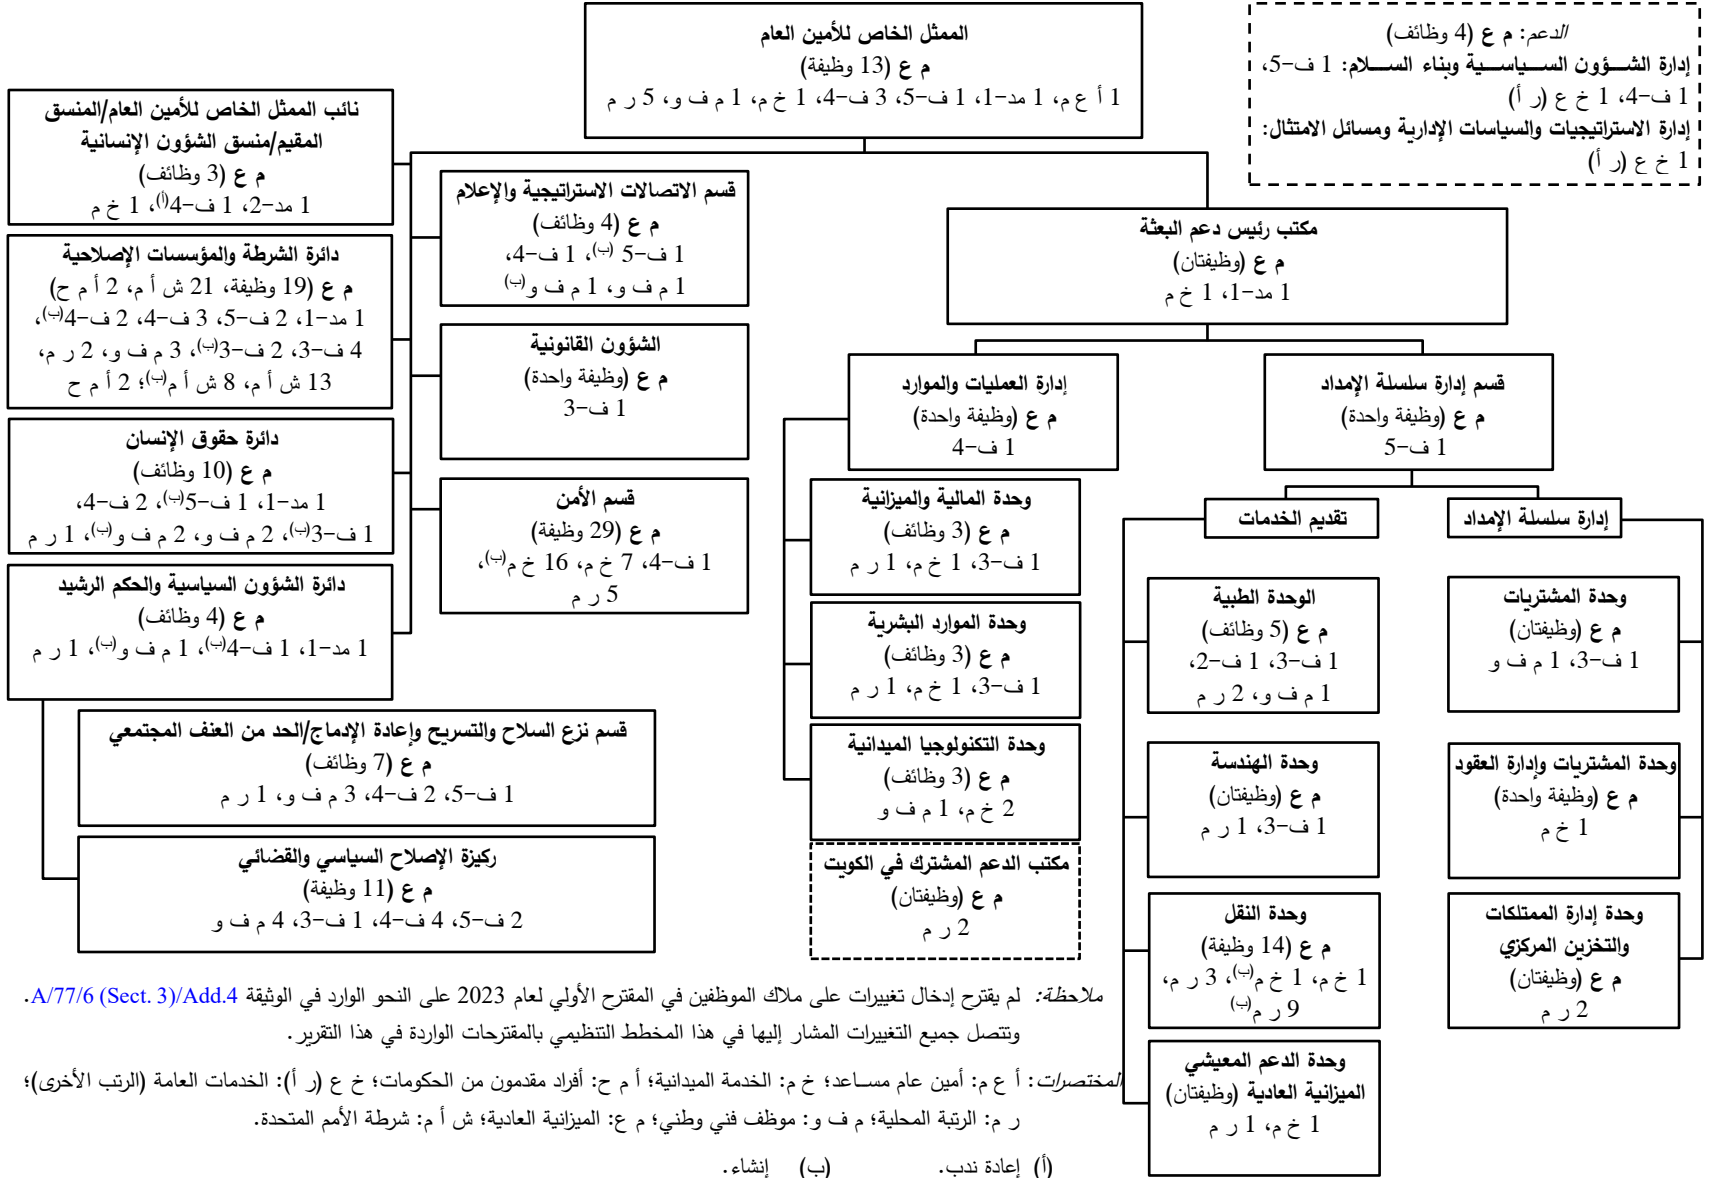 الممثل الخاص للأمين العام
م ع (13 وظيفة)
1 أ ع م، 1 مد-1، 1 ف-5، 3 ف-4، 1 خ م، 1 م ف و، 5 ر م
الدعم: م ع (4 وظائف)
إدارة الشؤون السياسية وبناء السلام: 1 ف-5،
1 ف-4، 1 خ ع (ر أ)
إدارة الاستراتيجيات والسياسات الإدارية ومسائل الامتثال:
1 خ ع (ر أ)
نائب الممثل الخاص للأمين العام/المنسق
المقيم/منسق الشؤون الإنسانية
م ع (3 وظائف)
1 مد-2، 1 ف-4(أ)، 1 خ م
دائرة الشرطة والمؤسسات الإصلاحية
م ع (19 وظيفة، 21 ش أ م، 2 أ م ح)
1 مد-1، 2 ف-5، 3 ف-4، 2 ف-4(ب)،
4 ف-3، 2 ف-3(ب)، 3 م ف و، 2 ر م،
13 ش أ م، 8 ش أ م(ب)؛ 2 أ م ح
دائرة حقوق الإنسان
م ع (10 وظائف)
1 مد-1، 1 ف-5(ب)، 2 ف-4،
1 ف-3(ب)، 2 م ف و، 2 م ف و(ب)، 1 ر م
دائرة الشؤون السياسية والحكم الرشيد
م ع (4 وظائف)
1 مد-1، 1 ف-4(ب)، 1 م ف و(ب)، 1 ر م
قسم نزع السلاح والتسريح وإعادة الإدماج/الحد من العنف المجتمعي
م ع (7 وظائف)
1 ف-5، 2 ف-4، 3 م ف و، 1 ر م
ركيزة الإصلاح السياسي والقضائي
م ع (11 وظيفة)
2 ف-5، 4 ف-4، 1 ف-3، 4 م ف و
قسم الاتصالات الاستراتيجية والإعلام
م ع (4 وظائف)
1 ف-5 (ب)، 1 ف-4،
1 م ف و، 1 م ف و(ب)
الشؤون القانونية
م ع (وظيفة واحدة)
1 ف-3
قسم الأمن
م ع (29 وظيفة)
1 ف-4، 7 خ م، 16 خ م(ب)،
5 ر م
مكتب رئيس دعم البعثة
م ع (وظيفتان)
1 مد-1، 1 خ م
إدارة العمليات والموارد
م ع (وظيفة واحدة)
1 ف-4
وحدة المالية والميزانية
م ع (3 وظائف)
1 ف-3، 1 خ م، 1 ر م
وحدة الموارد البشرية
م ع (3 وظائف)
1 ف-3، 1 خ م، 1 ر م
وحدة التكنولوجيا الميدانية
م ع (3 وظائف)
2 خ م، 1 م ف و
مكتب الدعم المشترك في الكويت
م ع (وظيفتان)
2 ر م
قسم إدارة سلسلة الإمداد
م ع (وظيفة واحدة)
1 ف-5
تقديم الخدمات
الوحدة الطبية
م ع (5 وظائف)
1 ف-3، 1 ف-2،
1 م ف و، 2 ر م
وحدة الهندسة
م ع (وظيفتان)
1 ف-3، 1 ر م
وحدة النقل
م ع (14 وظيفة)
1 خ م، 1 خ م(ب)، 3 ر م،
9 ر م(ب)
وحدة الدعم المعيشي
الميزانية العادية (وظيفتان)
1 خ م، 1 ر م
إدارة سلسلة الإمداد
وحدة المشتريات
م ع (وظيفتان)
1 ف-3، 1 م ف و
وحدة المشتريات وإدارة العقود
م ع (وظيفة واحدة)
1 خ م
وحدة إدارة الممتلكات
والتخزين المركزي
م ع (وظيفتان)
2 ر م
ملاحظة: لم يقترح إدخال تغييرات على ملاك الموظفين في المقترح الأولي لعام 2023 على النحو الوارد في الوثيقة A/77/6 (Sect. 3)/Add.4.
وتتصل جميع التغييرات المشار إليها في هذا المخطط التنظيمي بالمقترحات الواردة في هذا التقرير.
المختصرات: أ ع م: أمين عام مساعد؛ خ م: الخدمة الميدانية؛ أ م ح: أفراد مقدمون من الحكومات؛ خ ع (ر أ): الخدمات العامة (الرتب الأخرى)؛
ر م: الرتبة المحلية؛ م ف و: موظف فني وطني؛ م ع: الميزانية العادية؛ ش أ م: شرطة الأمم المتحدة.
(أ) إعادة ندب. (ب) إنشاء.